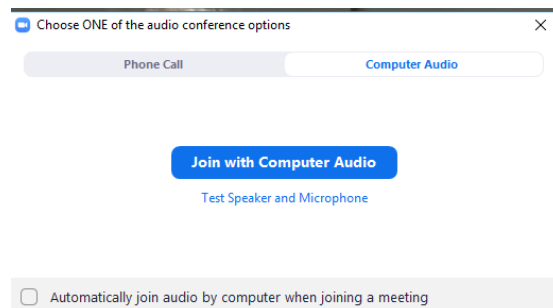 Choose ONE of the audio conference options
Phone Call
Computer Audio
Join with Computer Audio
Test Speaker and Microphone
Automatically join audio by computer when joining a meeting